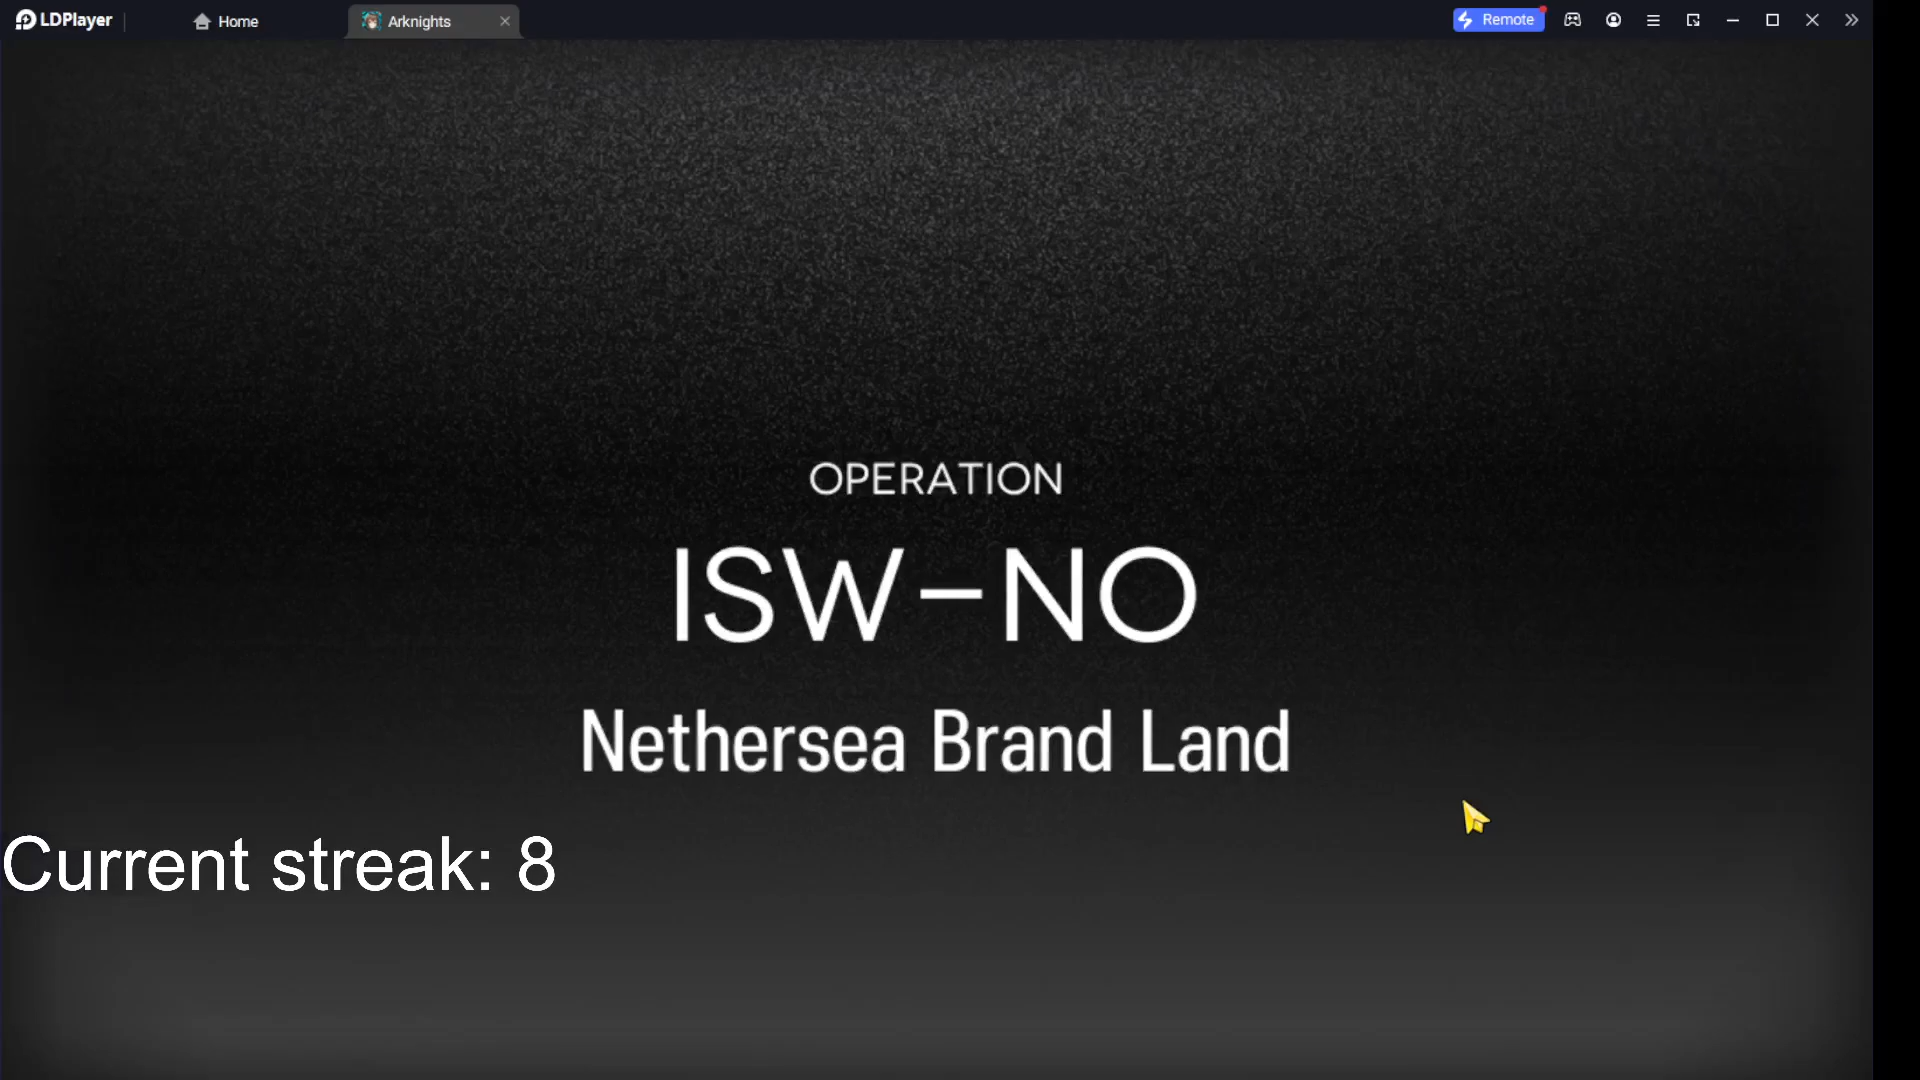 LDPlayer
Home
Arknights
Remote
OPERATION
ISW-NO
Nethersea Brand Land
Current streak: 8